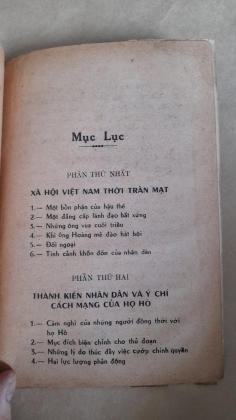 Mục Lục
PHẦN THỨ NHẤT
XÃ HỘI VIỆT NAM THỜI TRẦN MẠT
1.— Một bổn phận của hậu thế
2.— Một đẳng cấp lãnh đạo bất xứng
3.— Những ông vua cuối triều
4.— Khi ông Hoàng mê đào hát bội
5.— Đối ngoại
6.— Tình cảnh khốn đốn của nhân dân
PHẦN THỨ HAI
THÀNH KIẾN NHÂN DÂN VÀ Ý CHÍ
CÁCH MẠNG CỦA HỌ HỒ
1.— Cảm nghĩ của những người đồng thời với
họ Hồ
2.— Mục đích biện chính cho thủ đoạn
3.— Những lý do thúc đẩy việc cướp chính quyền
4.— Hai lực lượng phản động